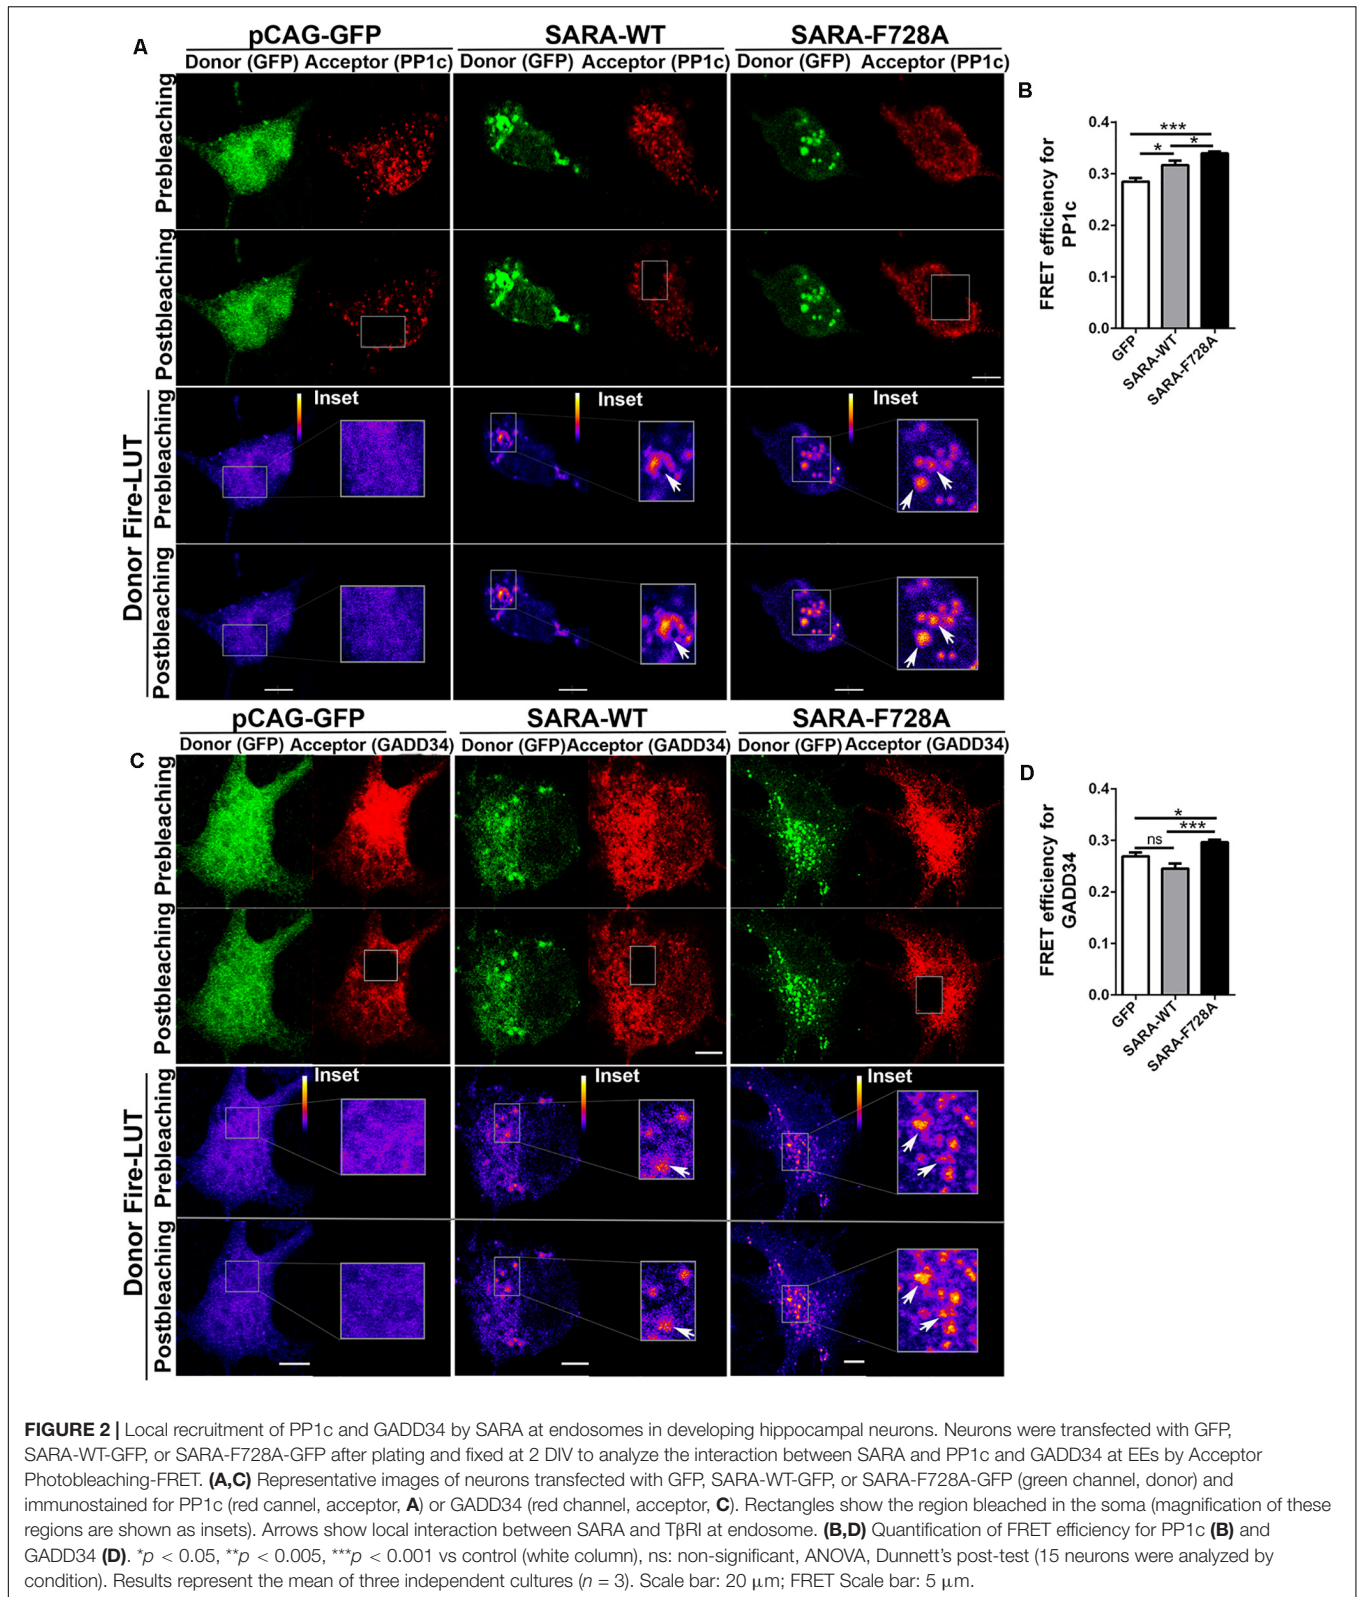 A
pCAG-GFP SARA-WT SARA-F728A
Donor (GFP) Acceptor (PP1c) Donor (GFP) Acceptor (PP1c) Donor (GFP) Acceptor (PP1c)
Prebleaching
Postbleaching
Donor Fire-LUT
Prebleaching
Inset Inset Inset
Postbleaching
B
FRET efficiency for
PP1c
0.4
0.3
0.2
0.1
0.0
***
* *
GFP
SARA-WT
SARA-F728A
C
pCAG-GFP SARA-WT SARA-F728A
Donor (GFP) Acceptor (GADD34) Donor (GFP)Acceptor (GADD34) Donor (GFP) Acceptor (GADD34)
Prebleaching
Postbleaching
Donor Fire-LUT
Prebleaching
Inset Inset Inset
Postbleaching
D
FRET efficiency for
GADD34
0.4
0.3
0.2
0.1
0.0
*
ns ***
GFP
SARA-WT
SARA-F728A
FIGURE 2 | Local recruitment of PP1c and GADD34 by SARA at endosomes in developing hippocampal neurons. Neurons were transfected with GFP,
SARA-WT-GFP, or SARA-F728A-GFP after plating and fixed at 2 DIV to analyze the interaction between SARA and PP1c and GADD34 at EEs by Acceptor
Photobleaching-FRET. (A,C) Representative images of neurons transfected with GFP, SARA-WT-GFP, or SARA-F728A-GFP (green channel, donor) and
immunostained for PP1c (red cannel, acceptor, A) or GADD34 (red channel, acceptor, C). Rectangles show the region bleached in the soma (magnification of these
regions are shown as insets). Arrows show local interaction between SARA and TβRI at endosome. (B,D) Quantification of FRET efficiency for PP1c (B) and
GADD34 (D). *p < 0.05, **p < 0.005, ***p < 0.001 vs control (white column), ns: non-significant, ANOVA, Dunnett's post-test (15 neurons were analyzed by
condition). Results represent the mean of three independent cultures (n = 3). Scale bar: 20 μm; FRET Scale bar: 5 μm.